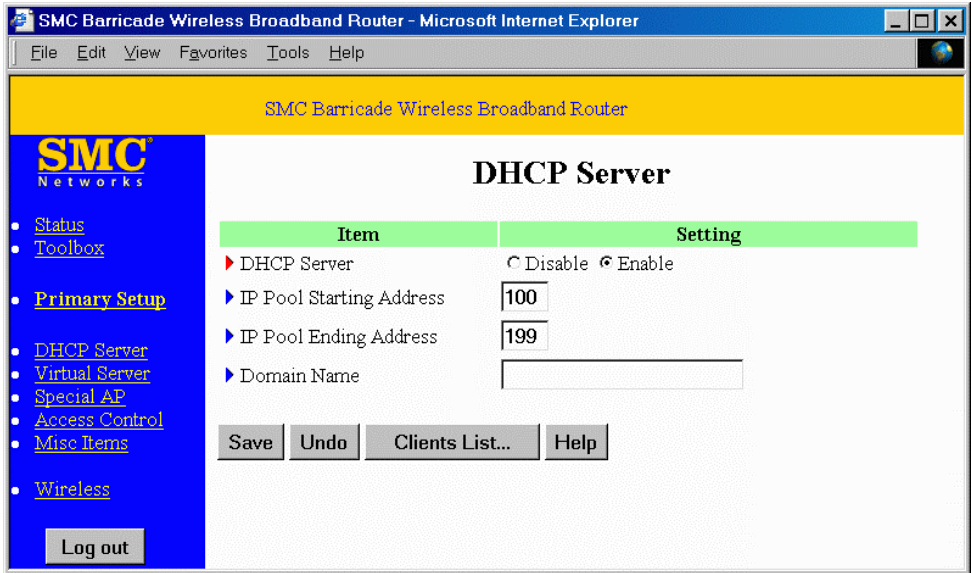 SMC Barricade Wireless Broadband Router - Microsoft Internet Explorer
File Edit View Favorites Tools Help
SMC Barricade Wireless Broadband Router
SMC®
Networks
Status
Toolbox
Primary Setup
DHCP Server
Virtual Server
Special AP
Access Control
Misc Items
Wireless
Log out
DHCP Server
Item Setting
DHCP Server Disable Enable
IP Pool Starting Address 100
IP Pool Ending Address 199
Domain Name
Save Undo Clients List... Help